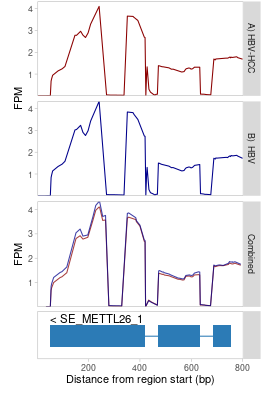 4
3
2
1
A) HBV-HCC
FPM
4
3
2
1
B) HBV
4
3
2
1
FPM
Combined
< SE_METTL26_1
200
400
600
800
Distance from region start (bp)